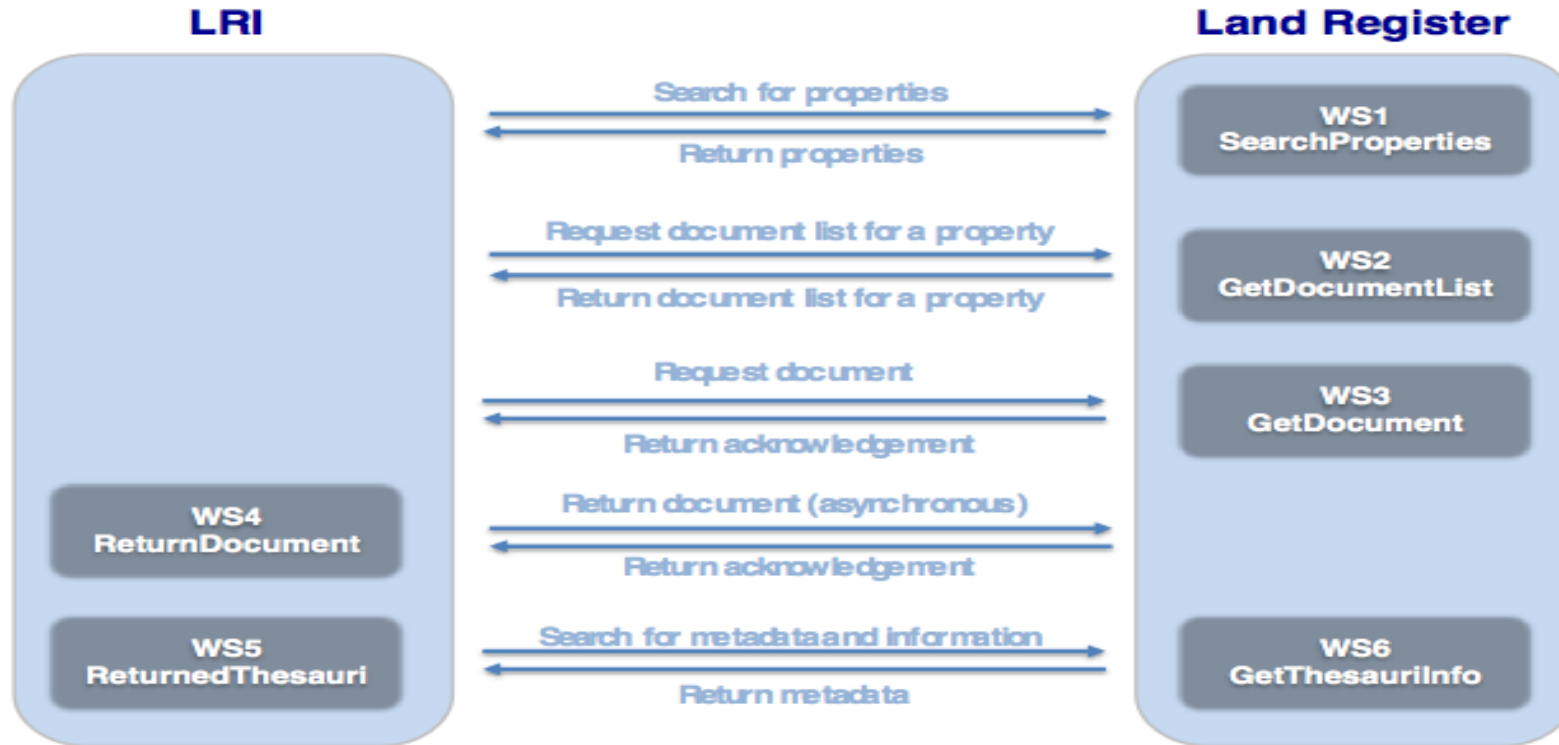 LRI
Land Register
Search for properties
Return properties
WS1
SearchProperties
Request document list for a property
Return document list for a property
WS2
GetDocumentList
Request document
Return acknowledgement
WS3
GetDocument
WS4
ReturnDocument
Return document (asynchronous)
Return acknowledgement
WS5
ReturnedThesauri
Search for metadata and information
Return metadata
WS6
GetThesauriInfo